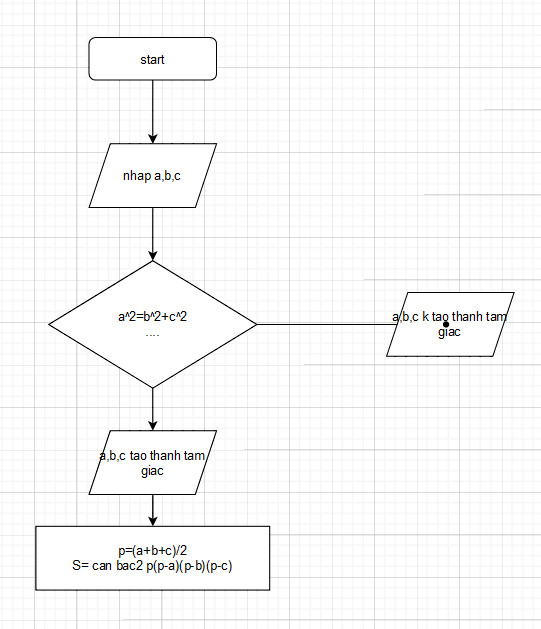 start
nhap a,b,c
a^2=b^2+c^2
....
a,b,c k tao thanh tam
giac
a,b,c tao thanh tam
giac
p=(a+b+c)/2
S= can bac2 p(p-a)(p-b)(p-c)